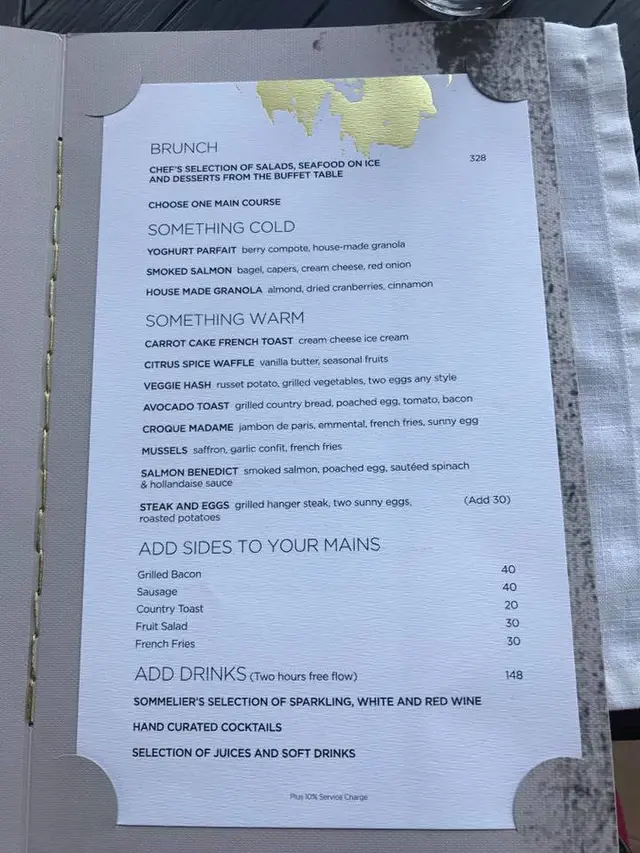 BRUNCH
CHEF'S SELECTION OF SALADS, SEAFOOD ON ICE 328
AND DESSERTS FROM THE BUFFET TABLE
CHOOSE ONE MAIN COURSE
SOMETHING COLD
YOGHURT PARFAIT berry compote, house-made granola
SMOKED SALMON bagel, capers, cream cheese, red onion
HOUSE MADE GRANOLA almond, dried cranberries, cinnamon
SOMETHING WARM
CARROT CAKE FRENCH TOAST cream cheese ice cream
CITRUS SPICE WAFFLE vanilla butter, seasonal fruits
VEGGIE HASH russet potato, grilled vegetables, two eggs any style
AVOCADO TOAST grilled country bread, poached egg, tomato, bacon
CROQUE MADAME jambon de paris, emmental, french fries, sunny egg
MUSSELS saffron, garlic confit, french fries
SALMON BENEDICT smoked salmon, poached egg, sautéed spinach
& hollandaise sauce
STEAK AND EGGS grilled hanger steak, two sunny eggs, (Add 30)
roasted potatoes
ADD SIDES TO YOUR MAINS
Grilled Bacon 40
Sausage 40
Country Toast 20
Fruit Salad 30
French Fries 30
ADD DRINKS (Two hours free flow) 148
SOMMELIER'S SELECTION OF SPARKLING, WHITE AND RED WINE
HAND CURATED COCKTAILS
SELECTION OF JUICES AND SOFT DRINKS
Plus 10% Service Charge